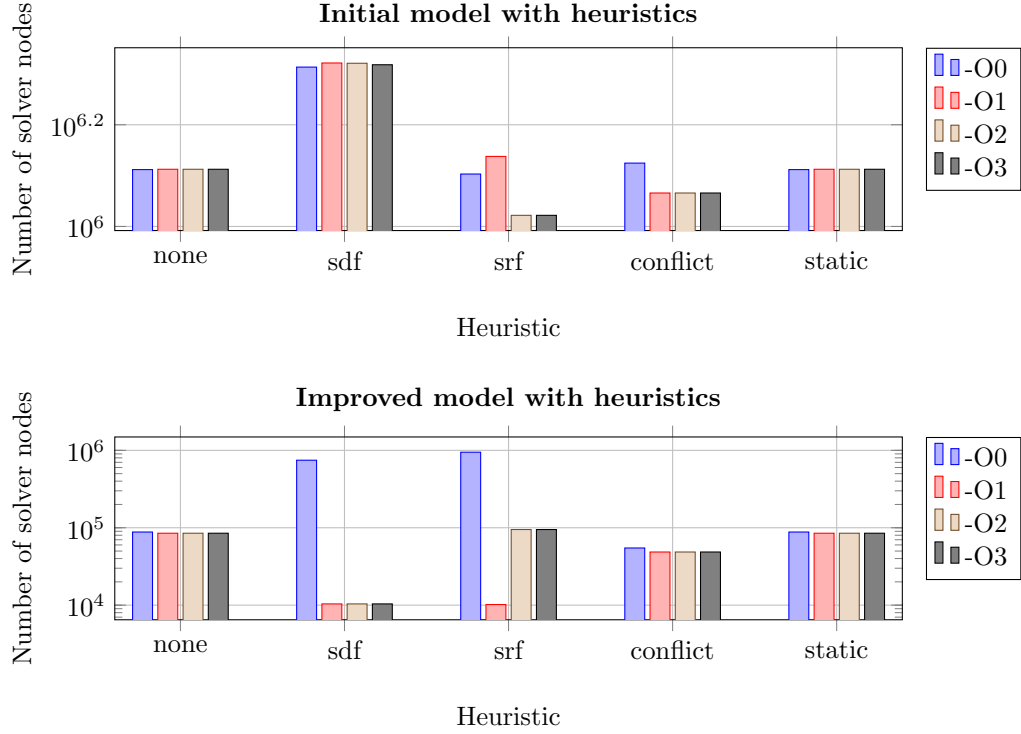 Initial model with heuristics
Number of solver nodes
10^6.2
10^6
none
sdf
srf
conflict
static
Heuristic
-O0
-O1
-O2
-O3
Improved model with heuristics
Number of solver nodes
10^6
10^5
10^4
none
sdf
srf
conflict
static
Heuristic
-O0
-O1
-O2
-O3